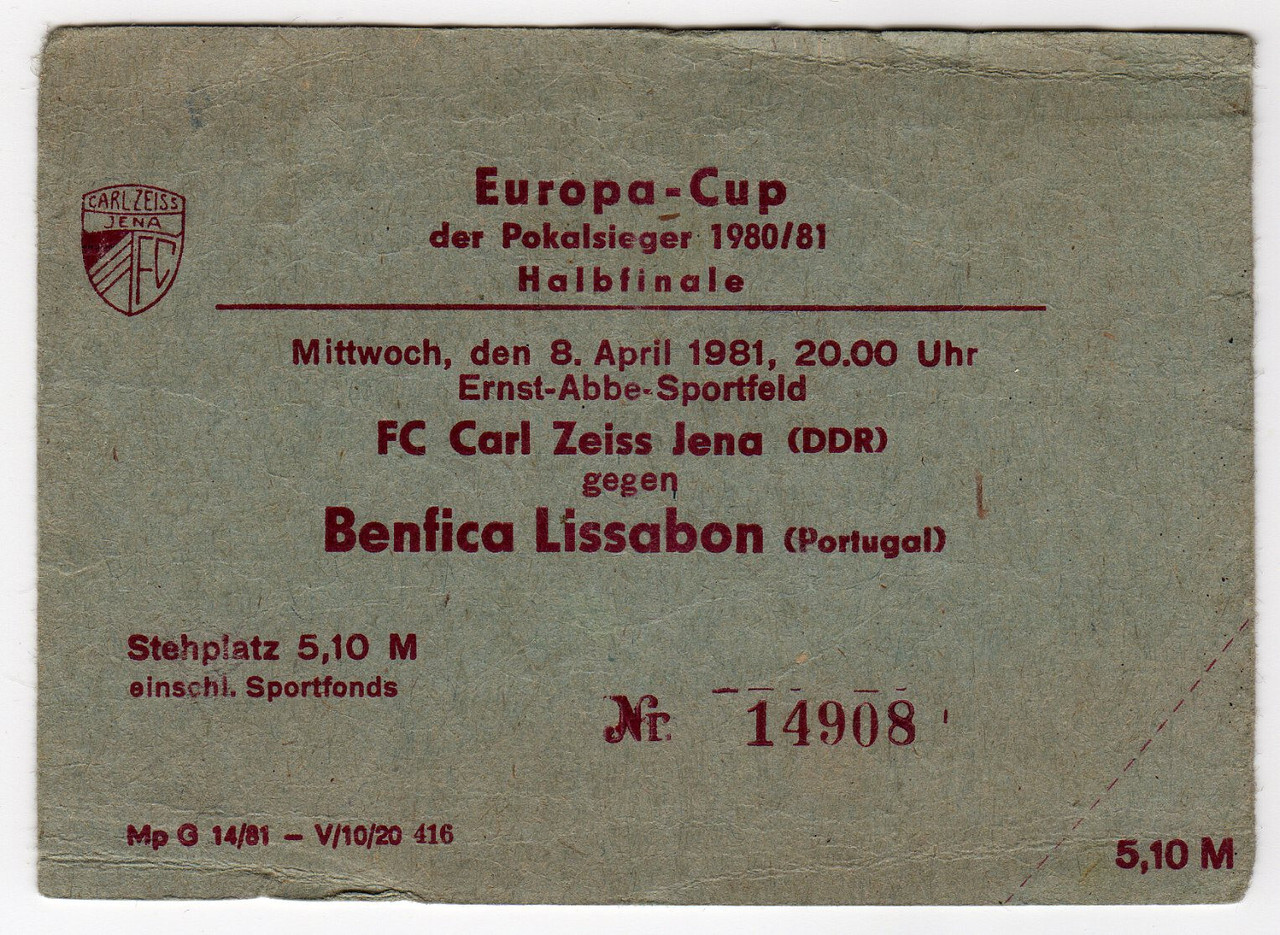 CARL ZEISS
JENA
FC
Europa-Cup
der Pokalsieger 1980/81
Halbfinale
Mittwoch, den 8. April 1981, 20.00 Uhr
Ernst-Abbe-Sportfeld
FC Carl Zeiss Jena (DDR)
gegen
Benfica Lissabon (Portugal)
Stehplatz 5,10 M
einschl. Sportfonds
Nr. 14908
Mp G 14/81 — V/10/20 416
5,10 M